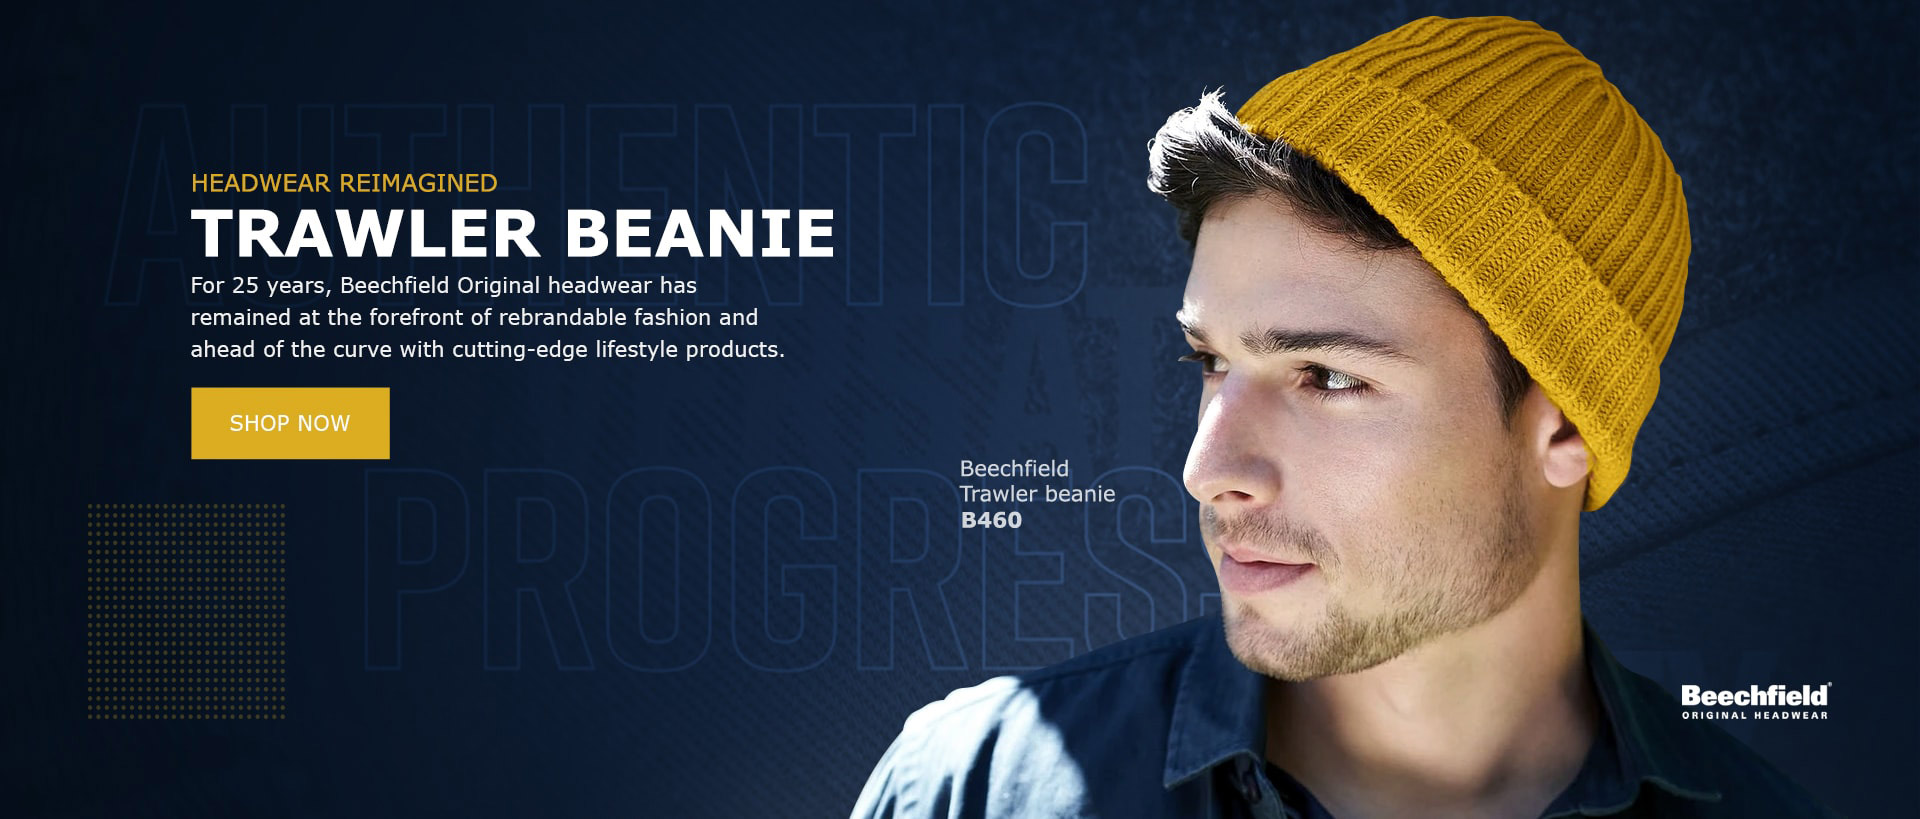 AUTHENTIC
HEADWEAR REIMAGINED
TRAWLER BEANIE
For 25 years, Beechfield Original headwear has
remained at the forefront of rebrandable fashion and
ahead of the curve with cutting-edge lifestyle products.
SHOP NOW
AT
Beechfield
Trawler beanie
B460
PROGRES
Beechfield®
ORIGINAL HEADWEAR